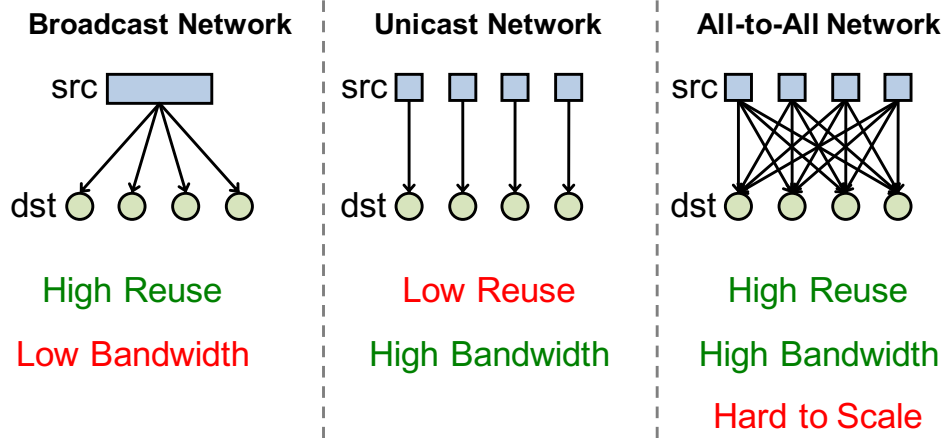 Broadcast Network
src
dst
High Reuse
Low Bandwidth
Unicast Network
src
dst
Low Reuse
High Bandwidth
All-to-All Network
src
dst
High Reuse
High Bandwidth
Hard to Scale